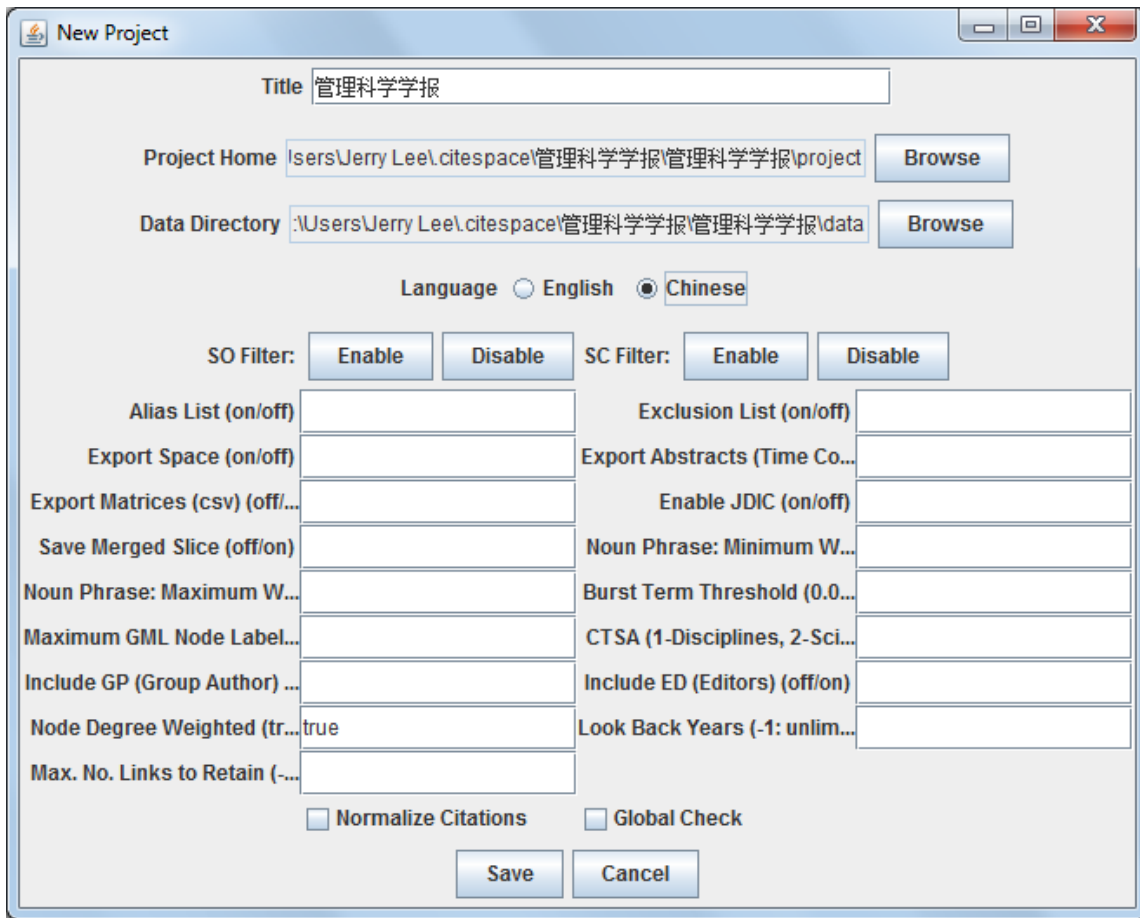 New Project
Title 管理科学学报
Project Home Users\Jerry Lee\.citespace\管理科学学报\管理科学学报\project Browse
Data Directory :\Users\Jerry Lee\.citespace\管理科学学报\管理科学学报\data Browse
Language English Chinese
SO Filter: Enable Disable SC Filter: Enable Disable
Alias List (on/off) Exclusion List (on/off)
Export Space (on/off) Export Abstracts (Time Co...
Export Matrices (csv) (off/... Enable JDIC (on/off)
Save Merged Slice (off/on) Noun Phrase: Minimum W...
Noun Phrase: Maximum W... Burst Term Threshold (0.0...
Maximum GML Node Label... CTSA (1-Disciplines, 2-Sci...
Include GP (Group Author) ... Include ED (Editors) (off/on)
Node Degree Weighted (tr... true Look Back Years (-1: unlim...
Max. No. Links to Retain (-...
Normalize Citations Global Check
Save Cancel